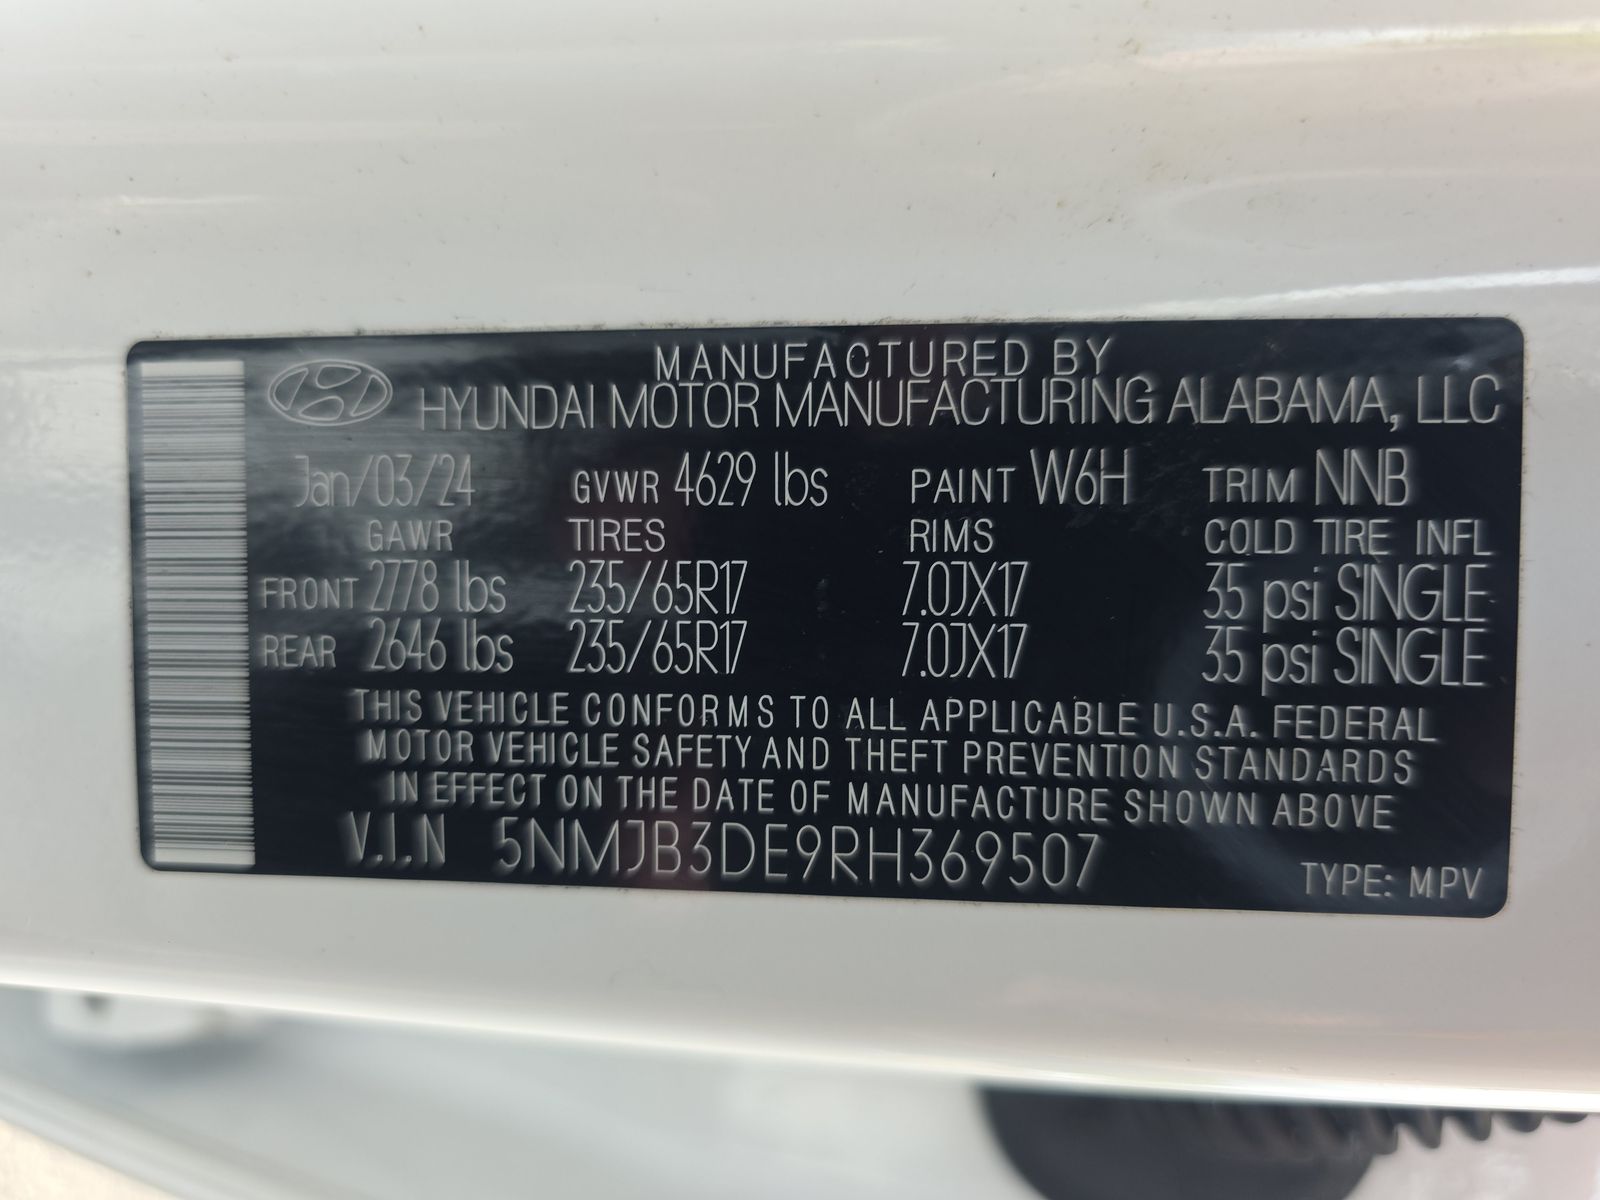 MANUFACTURED BY
HYUNDAI MOTOR MANUFACTURING ALABAMA, LLC
Jan/03/24 GVWR 4629 lbs PAINT W6H TRIM NNB
GAWR TIRES RIMS COLD TIRE INFL
FRONT 2778 lbs 235/65R17 7.0JX17 35 psi SINGLE
REAR 2646 lbs 235/65R17 7.0JX17 35 psi SINGLE
THIS VEHICLE CONFORMS TO ALL APPLICABLE U.S.A. FEDERAL
MOTOR VEHICLE SAFETY AND THEFT PREVENTION STANDARDS
IN EFFECT ON THE DATE OF MANUFACTURE SHOWN ABOVE
V.I.N 5NMJB3DE9RH369507
TYPE: MPV